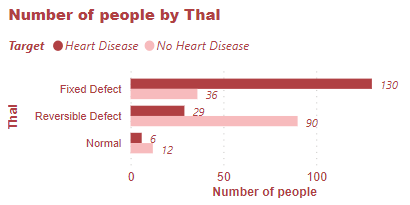 Number of people by Thal
Target Heart Disease No Heart Disease
Thal
Fixed Defect 130
36
Reversible Defect 29
90
Normal 6
12
0 50 100
Number of people